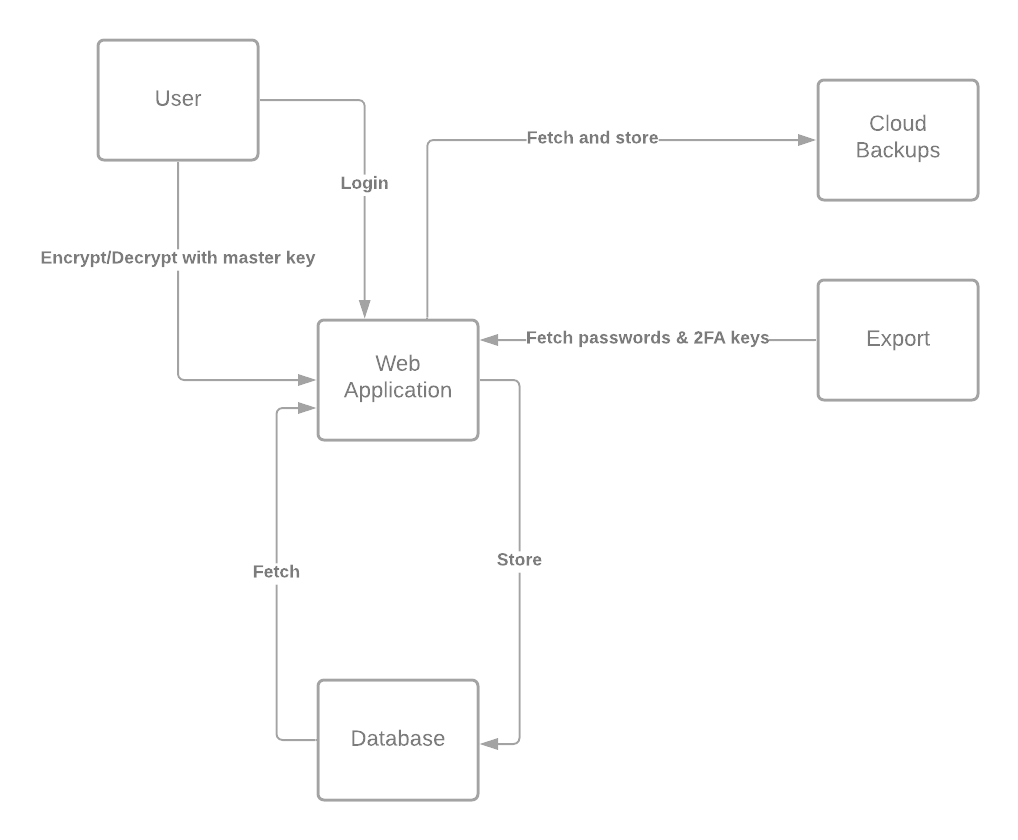 User
Cloud
Backups
Fetch and store
Login
Encrypt/Decrypt with master key
Fetch passwords & 2FA keys
Export
Web
Application
Store
Fetch
Database